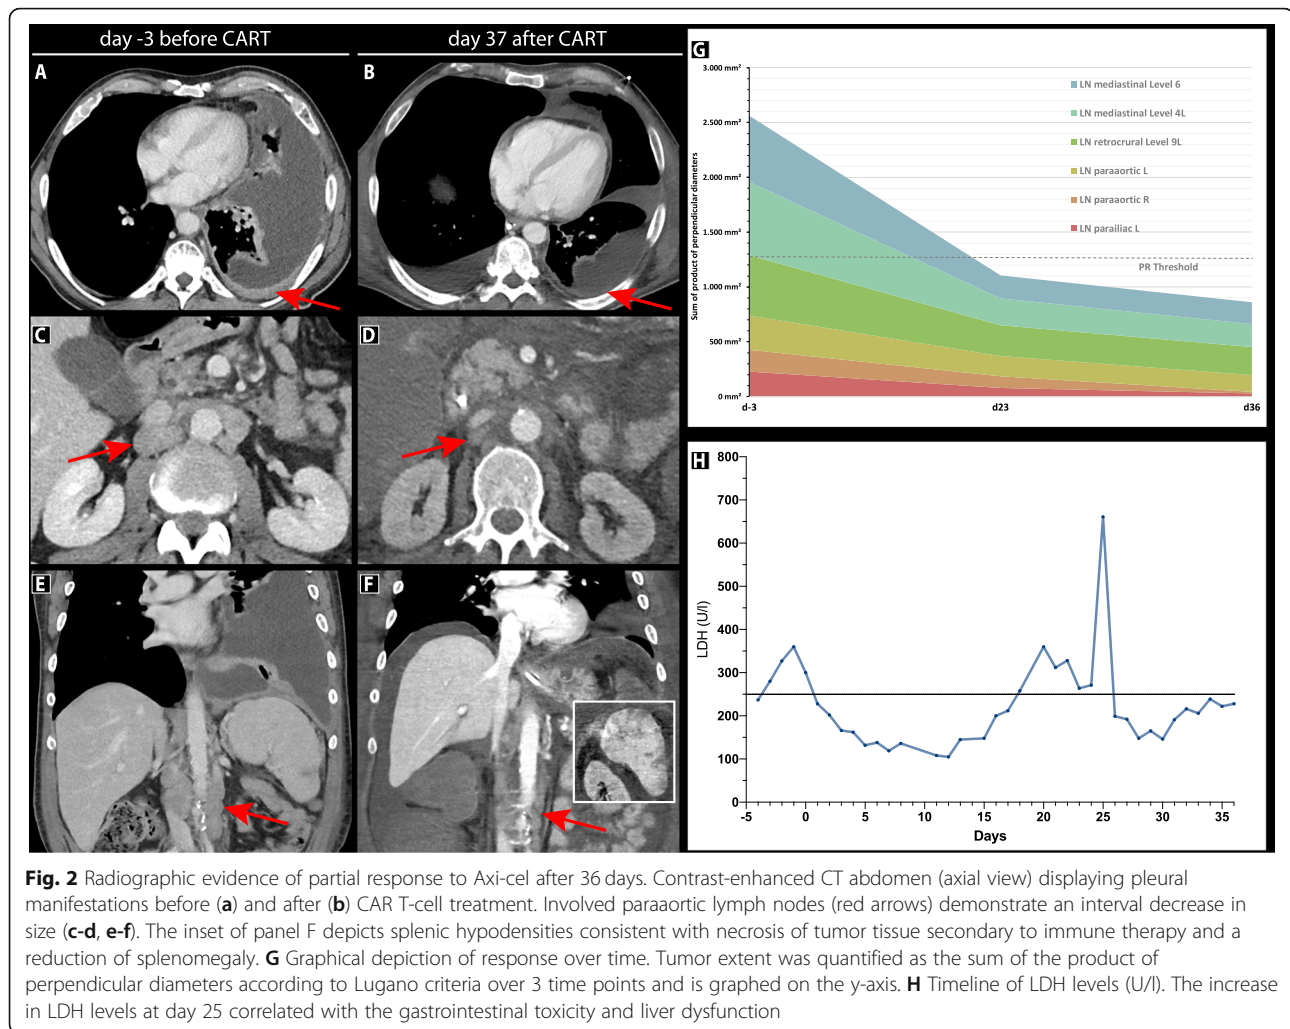 day -3 before CART
day 37 after CART
A
B
C
D
E
F
G
3.000 mm²
2.500 mm²
2.000 mm²
1.500 mm²
1.000 mm²
500 mm²
0 mm²
Sum of product of perpendicular diameters
LN mediastinal Level 6
LN mediastinal Level 4L
LN retrocrural Level 9L
LN paraaortic L
LN paraaortic R
LN parailiac L
PR Threshold
d-3
d23
d36
H
800
700
600
500
400
300
200
100
0
LDH (U/l)
-5
0
5
10
15
20
25
30
35
Days
Fig. 2 Radiographic evidence of partial response to Axi-cel after 36 days. Contrast-enhanced CT abdomen (axial view) displaying pleural
manifestations before (a) and after (b) CAR T-cell treatment. Involved paraaortic lymph nodes (red arrows) demonstrate an interval decrease in
size (c-d, e-f). The inset of panel F depicts splenic hypodensities consistent with necrosis of tumor tissue secondary to immune therapy and a
reduction of splenomegaly. G Graphical depiction of response over time. Tumor extent was quantified as the sum of the product of
perpendicular diameters according to Lugano criteria over 3 time points and is graphed on the y-axis. H Timeline of LDH levels (U/l). The increase
in LDH levels at day 25 correlated with the gastrointestinal toxicity and liver dysfunction